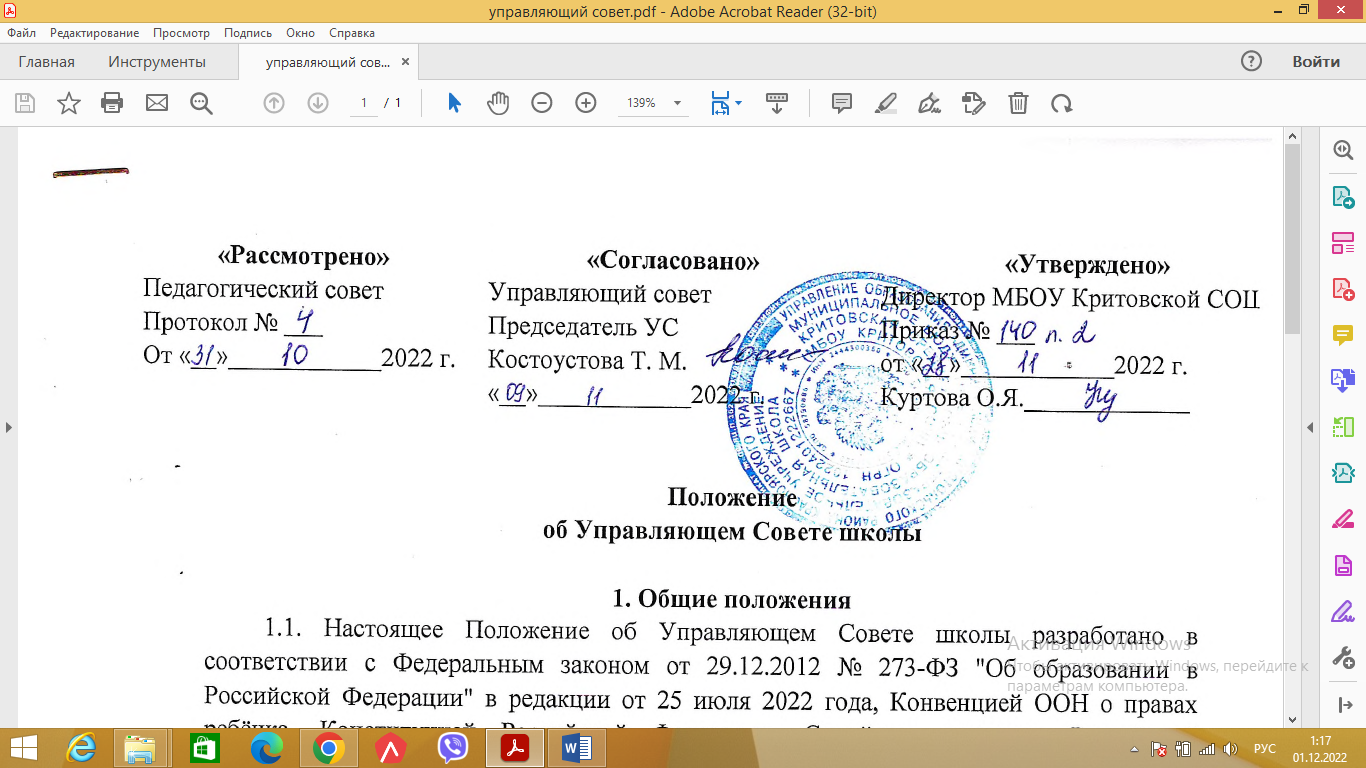 управляющий совет.pdf - Adobe Acrobat Reader (32-bit)
Файл Редактирование Просмотр Подпись Окно Справка
Главная Инструменты управляющий сов... × Войти
1 / 1 139%
«Рассмотрено»
Педагогический совет
Протокол № 4
От «31» 10 2022 г.
«Согласовано»
Управляющий совет
Председатель УС
Костоустова Т. М.
«09» 11 2022 г.
«Утверждено»
Директор МБОУ Критовской СОШ
Приказ № 140 п. 2
от «28» 11 2022 г.
Куртова О.Я.
Положение
об Управляющем Совете школы
1. Общие положения
1.1. Настоящее Положение об Управляющем Совете школы разработано в
соответствии с Федеральным законом от 29.12.2012 № 273-ФЗ "Об образовании в
Российской Федерации" в редакции от 25 июля 2022 года, Конвенцией ООН о правах
Активация Windows
Чтобы активировать Windows, перейдите к
параметрам компьютера.
РУС
1:17
01.12.2022